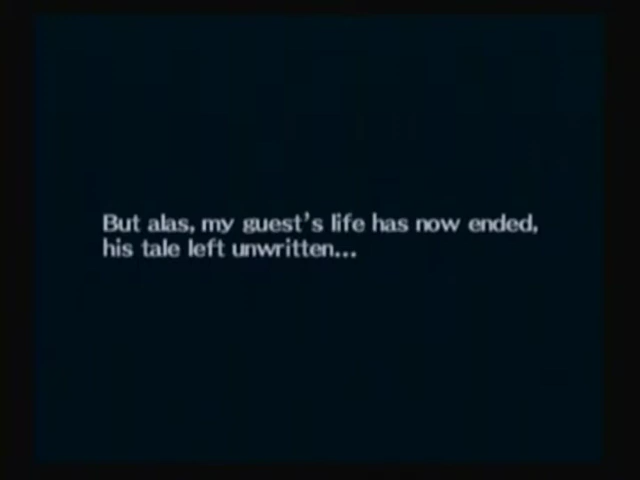 But alas, my guest's life has now ended,
his tale left unwritten...